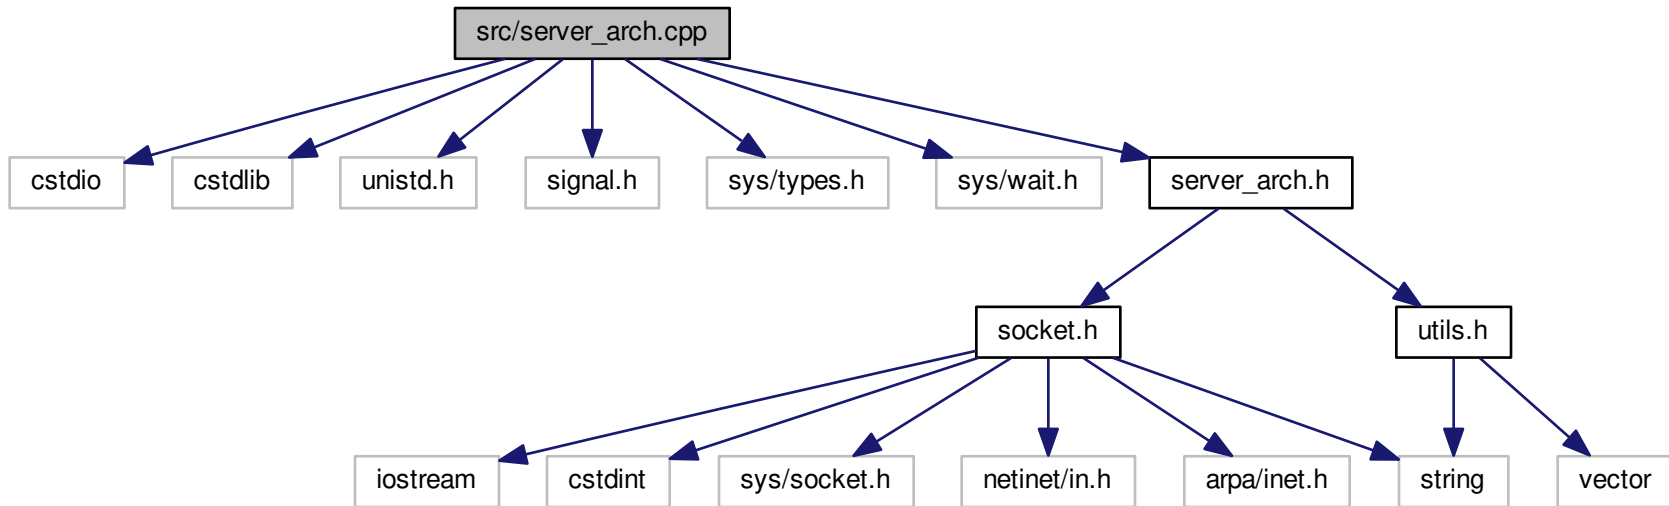 src/server_arch.cpp
cstdio
cstdlib
unistd.h
signal.h
sys/types.h
sys/wait.h
server_arch.h
socket.h
utils.h
iostream
cstdint
sys/socket.h
netinet/in.h
arpa/inet.h
string
vector